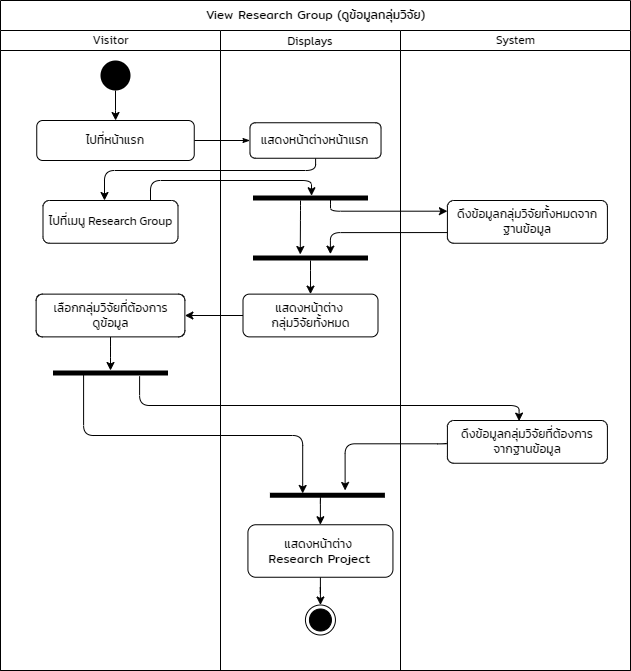 View Research Group (ดูข้อมูลกลุ่มวิจัย)
Visitor
Displays
System
ไปที่หน้าแรก
แสดงหน้าต่างหน้าแรก
ไปที่เมนู Research Group
ดึงข้อมูลกลุ่มวิจัยทั้งหมดจาก
ฐานข้อมูล
เลือกกลุ่มวิจัยที่ต้องการ
ดูข้อมูล
แสดงหน้าต่าง
กลุ่มวิจัยทั้งหมด
ดึงข้อมูลกลุ่มวิจัยที่ต้องการ
จากฐานข้อมูล
แสดงหน้าต่าง
Research Project